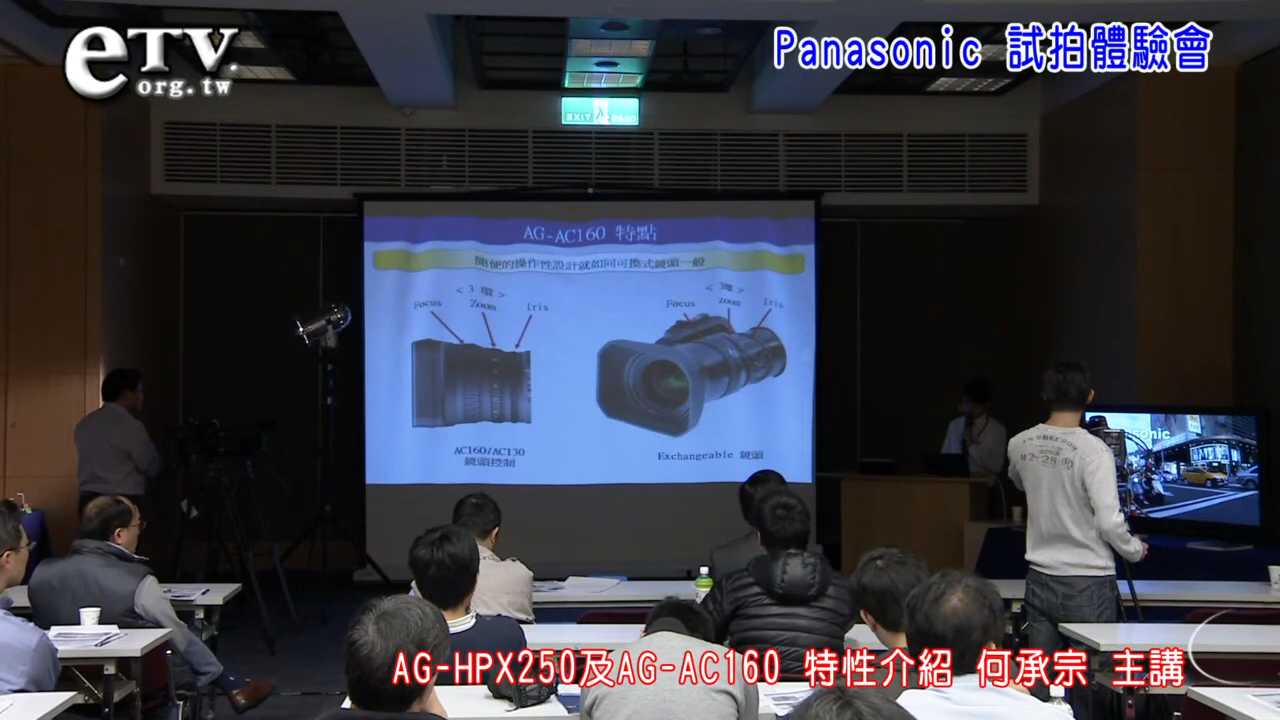 eTV.
org.tw
Panasonic 試拍體驗會
EXIT
AG-AC160 特點
簡便的操作性設計就如同可換式鏡頭一般
< 3 環 >
Focus Zoom Iris
< 3環 >
Focus Zoom Iris
AC160/AC130
鏡頭控制
Exchangeable 鏡頭
sonic
AG-HPX250及AG-AC160 特性介紹 何承宗 主講